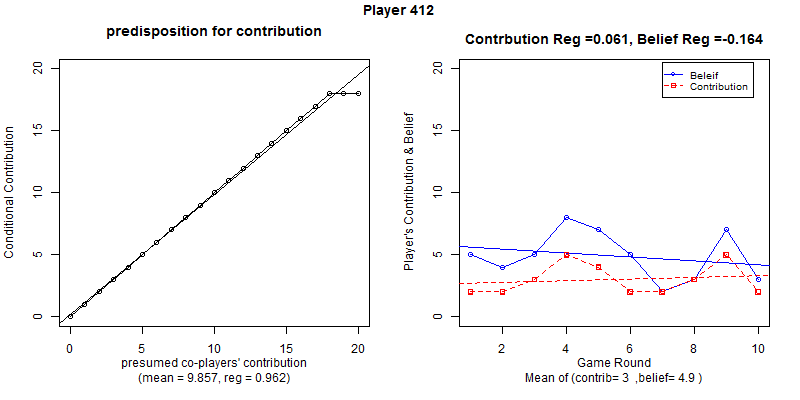 Player 412
predisposition for contribution
Conditional Contribution
0 5 10 15 20
0 5 10 15 20
presumed co-players' contribution
(mean = 9.857, reg = 0.962)
Contrbution Reg =0.061, Belief Reg =-0.164
Player's Contribution & Belief
0 5 10 15 20
Beleif
Contribution
2 4 6 8 10
Game Round
Mean of (contrib= 3 ,belief= 4.9 )